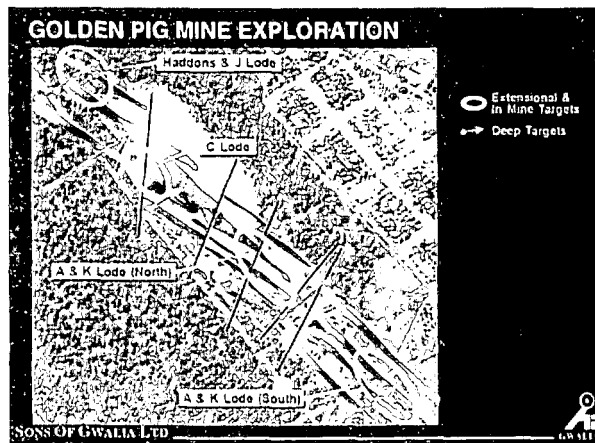 GOLDEN PIG MINE EXPLORATION
Haddons & J Lode
Extensional &
In Mine Targets
Deep Targets
C Lode
A & K Lode (North)
A & K Lode (South)
SONS OF GWALIA LTD
GWALIA